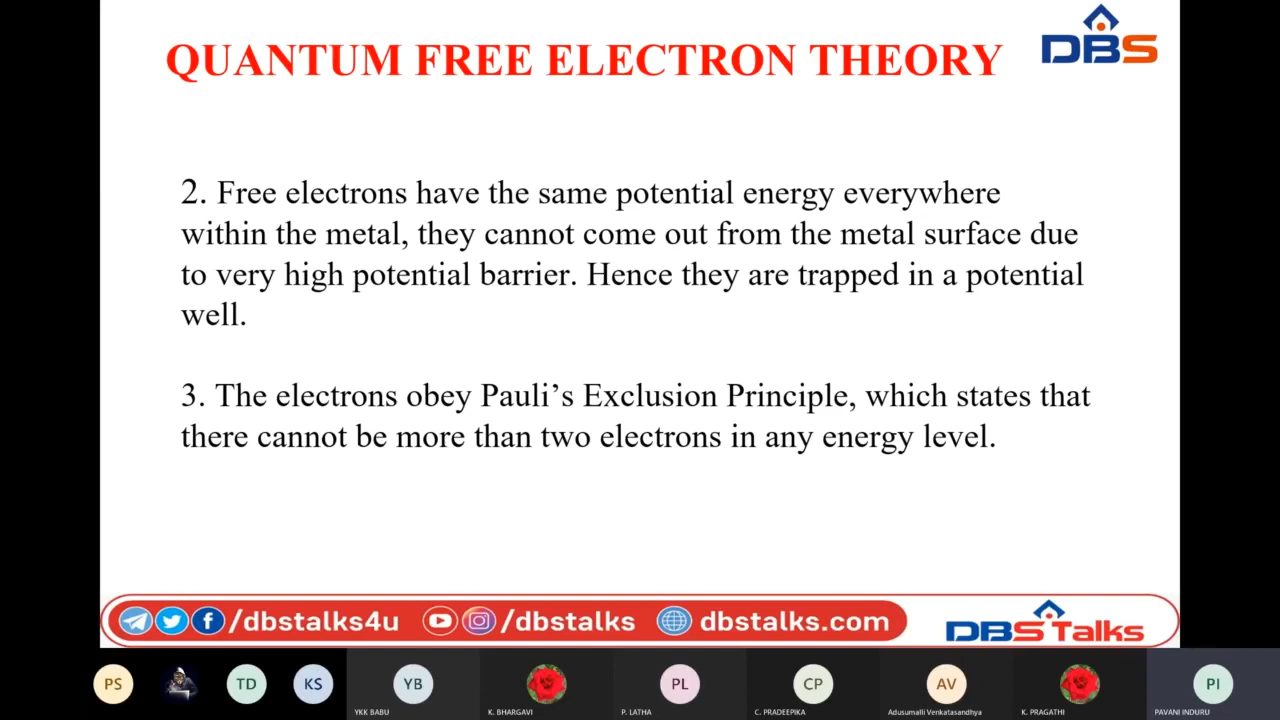 QUANTUM FREE ELECTRON THEORY
DBS
2. Free electrons have the same potential energy everywhere
within the metal, they cannot come out from the metal surface due
to very high potential barrier. Hence they are trapped in a potential
well.
3. The electrons obey Pauli’s Exclusion Principle, which states that
there cannot be more than two electrons in any energy level.
/dbstalks4u /dbstalks dbstalks.com
DBS Talks
PS TD KS YB PL CP AV PI
YKK BABU K. BHARGAVI P. LATHA C. PRADEEPIKA Adusumalli Venkatasandhya K. PRAGATHI PAVANI INDURU